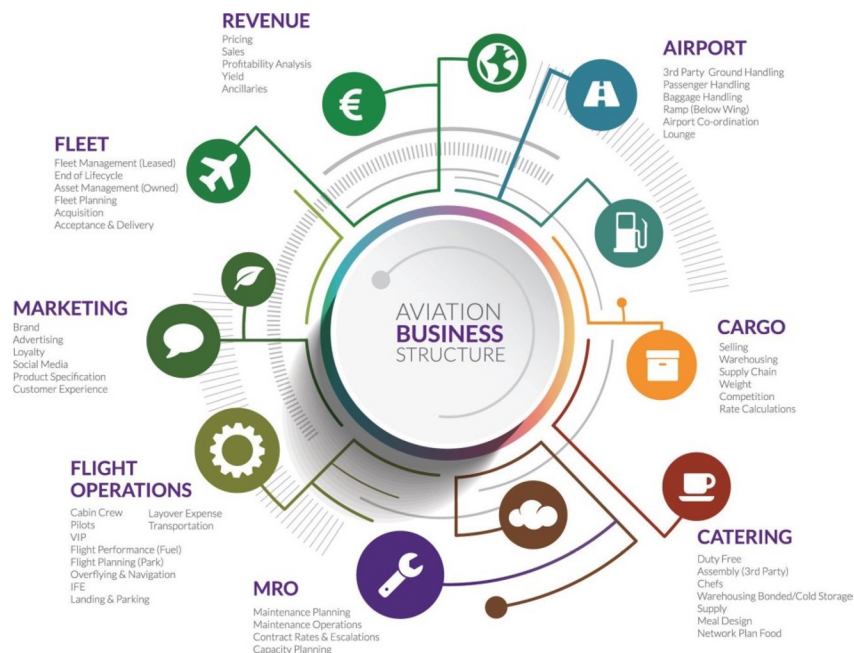 REVENUE
Pricing
Sales
Profitability Analysis
Yield
Ancillaries
AIRPORT
3rd Party Ground Handling
Passenger Handling
Baggage Handling
Ramp (Below Wing)
Airport Co-ordination
Lounge
FLEET
Fleet Management (Leased)
End of Lifecycle
Asset Management (Owned)
Fleet Planning
Acquisition
Acceptance & Delivery
MARKETING
Brand
Advertising
Loyalty
Social Media
Product Specification
Customer Experience
AVIATION
BUSINESS
STRUCTURE
CARGO
Selling
Warehousing
Supply Chain
Weight
Competition
Rate Calculations
FLIGHT
OPERATIONS
Cabin Crew
Pilots
VIP
Flight Performance (Fuel)
Flight Planning (Park)
Overflying & Navigation
IFE
Landing & Parking
Layover Expense
Transportation
MRO
Maintenance Planning
Maintenance Operations
Contract Rates & Escalations
Capacity Planning
CATERING
Duty Free
Assembly (3rd Party)
Chefs
Warehousing Bonded/Cold Storage
Supply
Meal Design
Network Plan Food